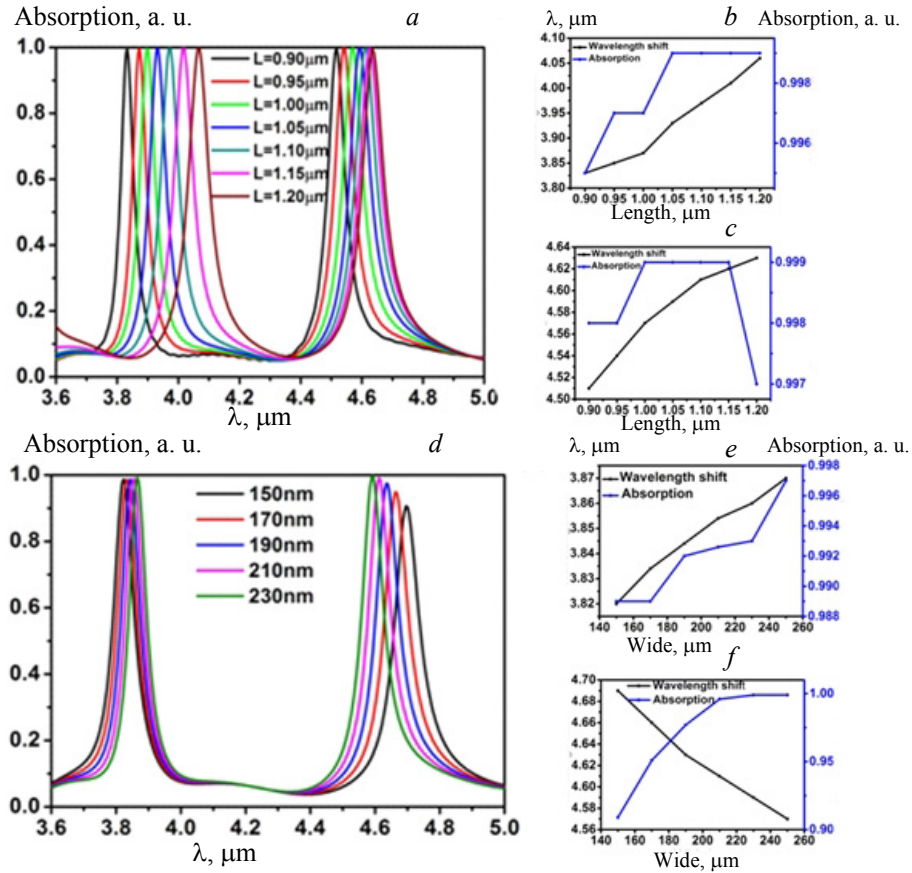 Absorption, a. u.
a
1.0
0.8
0.6
0.4
0.2
0.0
L=0.90μm
L=0.95μm
L=1.00μm
L=1.05μm
L=1.10μm
L=1.15μm
L=1.20μm
3.6 3.8 4.0 4.2 4.4 4.6 4.8 5.0
λ, μm
b
λ, μm
Absorption, a. u.
4.10
4.05
4.00
3.95
3.90
3.85
3.80
Wavelength shift
Absorption
0.998
0.996
0.90 0.95 1.00 1.05 1.10 1.15 1.20
Length, μm
c
4.64
4.62
4.60
4.58
4.56
4.54
4.52
4.50
Wavelength shift
Absorption
0.999
0.998
0.997
0.90 0.95 1.00 1.05 1.10 1.15 1.20
Length, μm
Absorption, a. u.
d
1.0
0.8
0.6
0.4
0.2
0.0
150nm
170nm
190nm
210nm
230nm
3.6 3.8 4.0 4.2 4.4 4.6 4.8 5.0
λ, μm
λ, μm
e
Absorption, a. u.
3.87
3.86
3.85
3.84
3.83
3.82
Wavelength shift
Absorption
0.998
0.996
0.994
0.992
0.990
0.988
140 160 180 200 220 240 260
Wide, μm
f
4.70
4.68
4.66
4.64
4.62
4.60
4.58
4.56
Wavelength shift
Absorption
1.00
0.95
0.90
140 160 180 200 220 240 260
Wide, μm